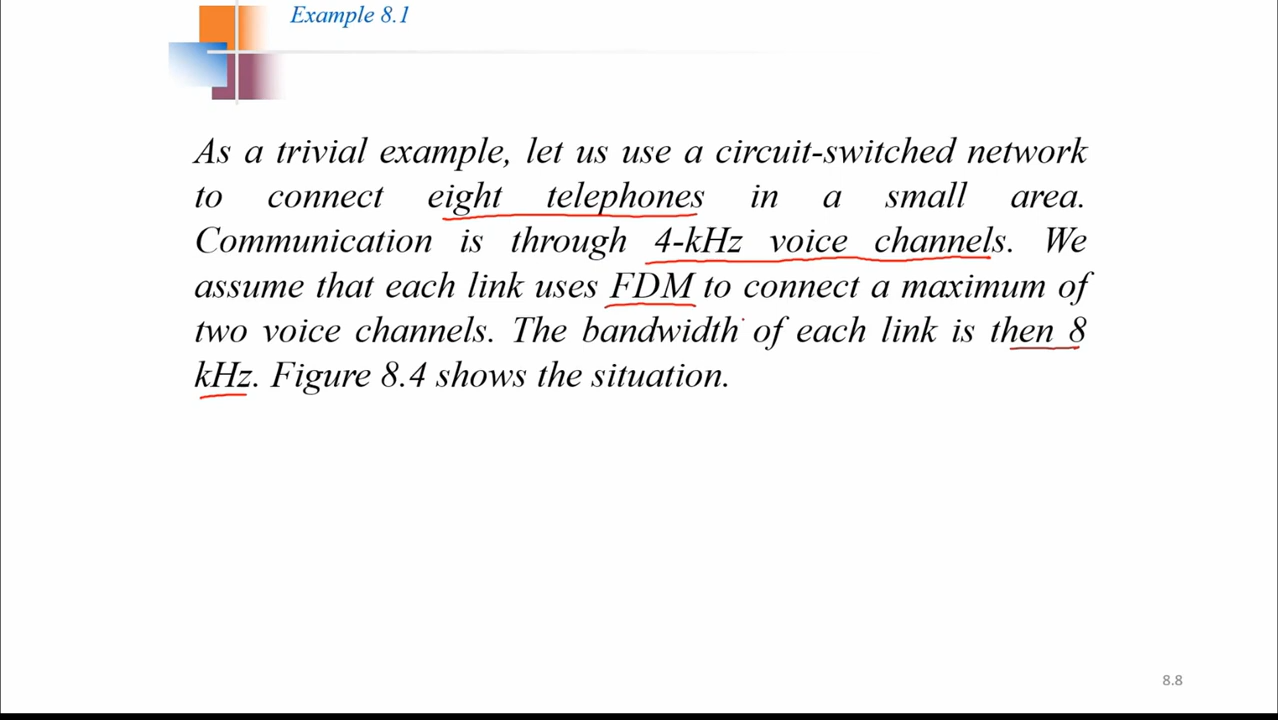 Example 8.1
As a trivial example, let us use a circuit-switched network
to connect eight telephones in a small area.
Communication is through 4-kHz voice channels. We
assume that each link uses FDM to connect a maximum of
two voice channels. The bandwidth of each link is then 8
kHz. Figure 8.4 shows the situation.
8.8